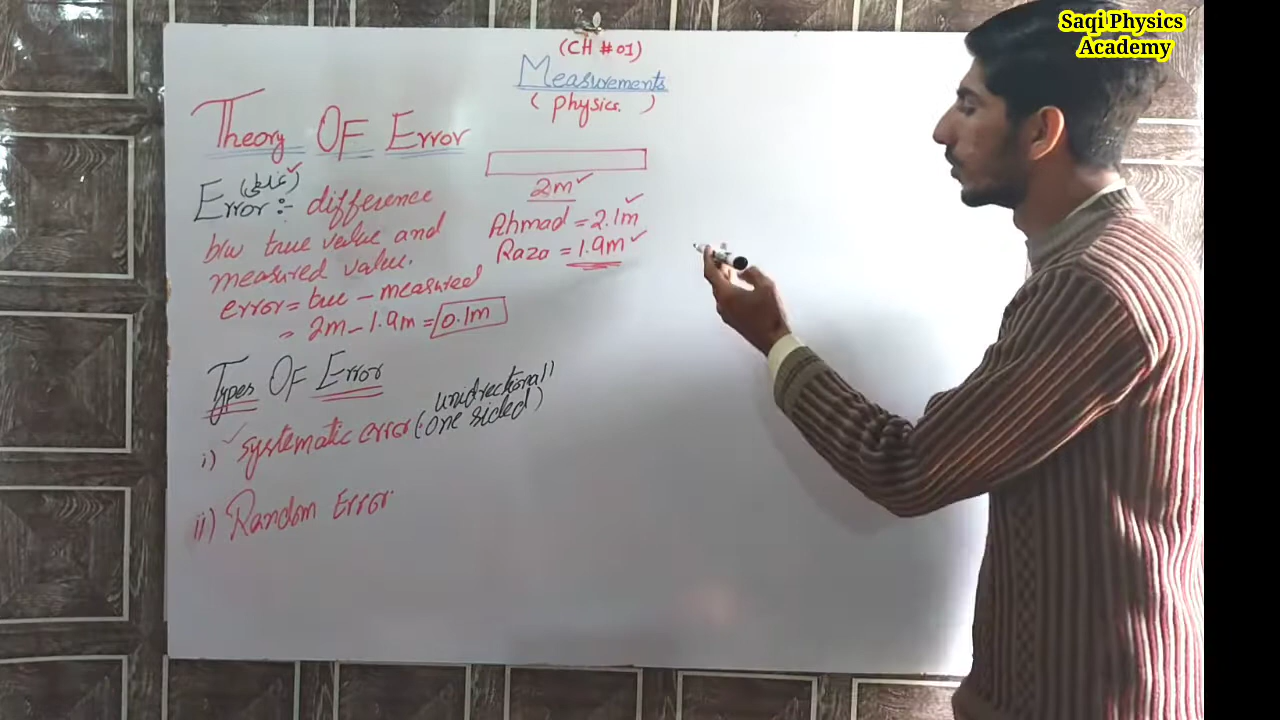 Saqi Physics
Academy
(CH # 01)
Measurements
( Physics. )
Theory OF Error
Error (غلطی) :- difference
b/w true value and
measured value.
error = true - measured
= 2m - 1.9m = 0.1m
2m
Ahmad = 2.1m
Raza = 1.9m
Types OF Error
unidirectional
i) systematic error (one sided)
ii) Random Error